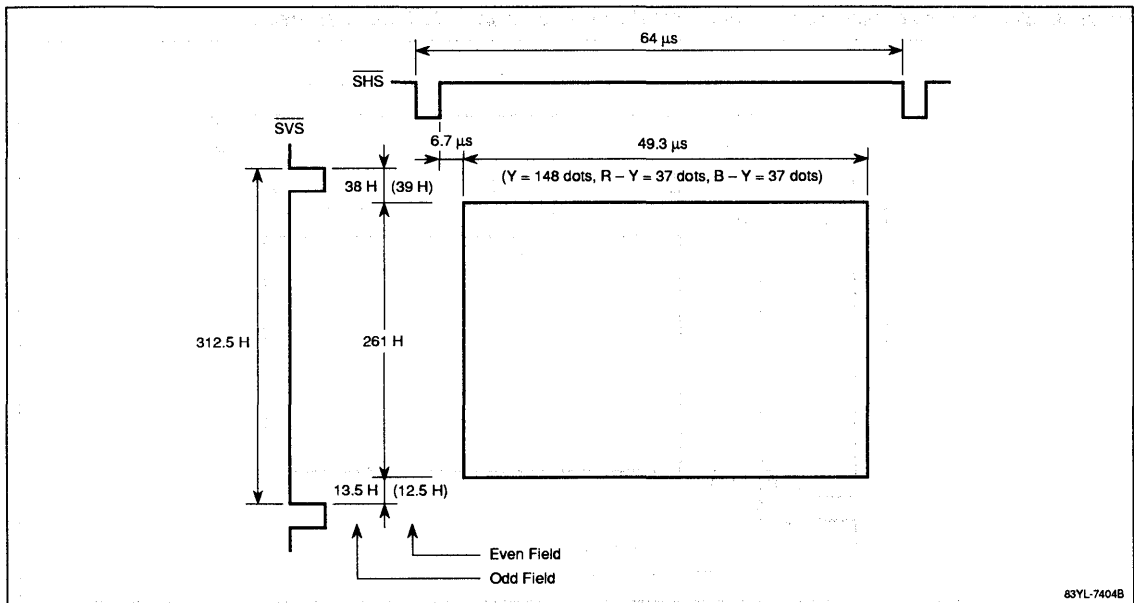 64 µs
SHS
SVS
6.7 µs
49.3 µs
(Y = 148 dots, R – Y = 37 dots, B – Y = 37 dots)
38 H (39 H)
312.5 H
261 H
13.5 H (12.5 H)
Even Field
Odd Field
83YL-7404B